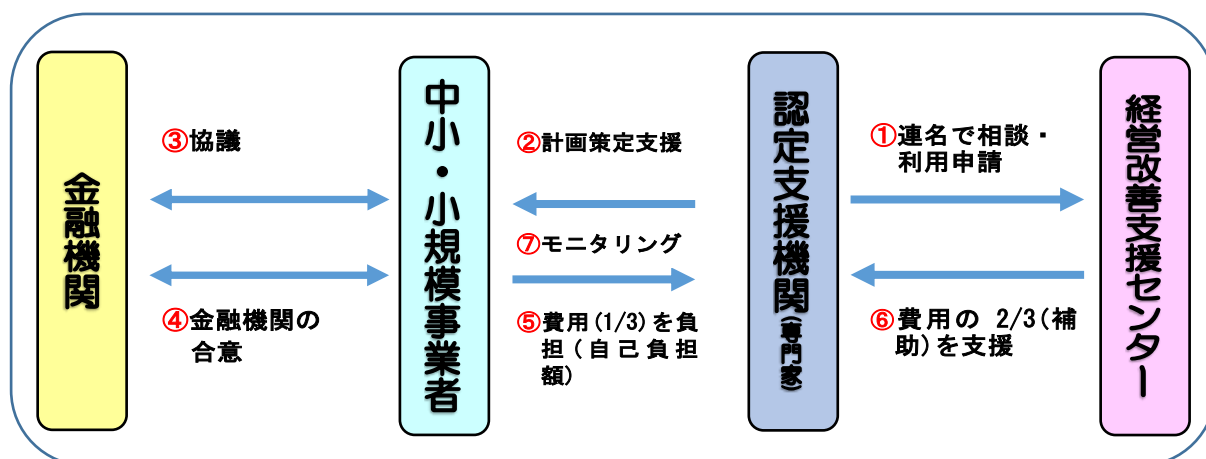 金融機関
③協議
④金融機関の
合意
中小・小規模事業者
②計画策定支援
⑦モニタリング
⑤費用(1/3)を負
担(自己負担
額)
認定支援機関(専門家)
①連名で相談・
利用申請
⑥費用の 2/3(補
助)を支援
経営改善支援センター